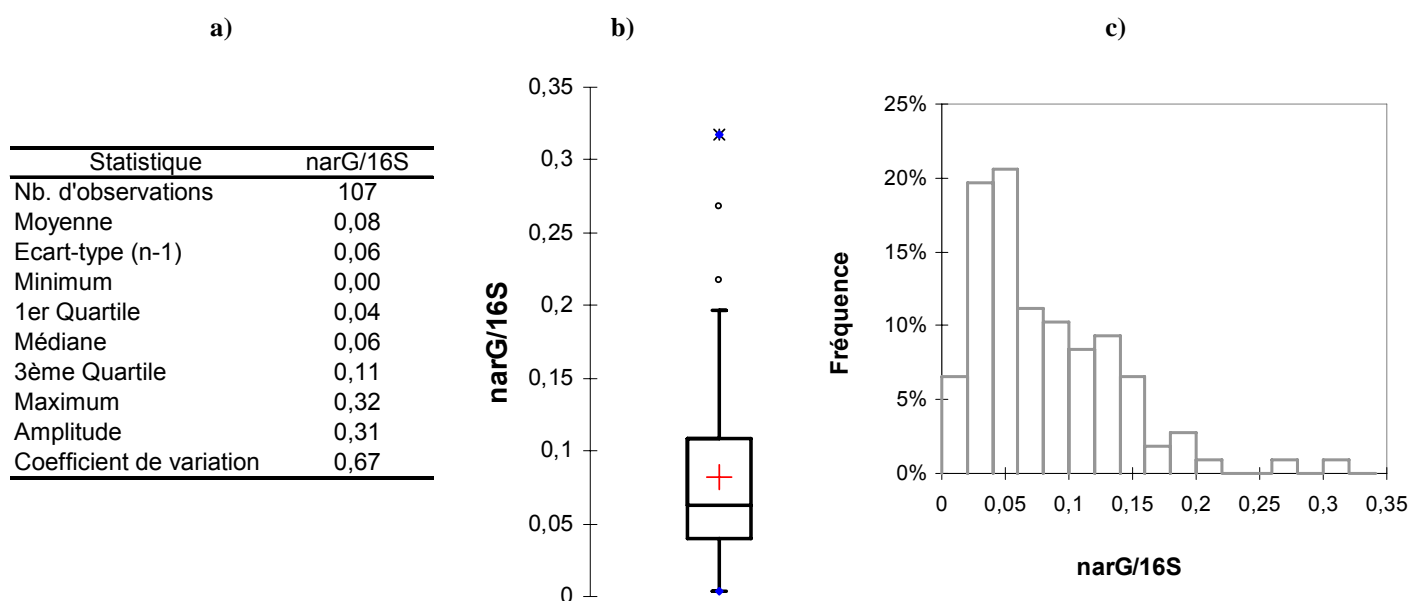 a)
b)
c)
Statistique narG/16S
Nb. d'observations 107
Moyenne 0,08
Ecart-type (n-1) 0,06
Minimum 0,00
1er Quartile 0,04
Médiane 0,06
3ème Quartile 0,11
Maximum 0,32
Amplitude 0,31
Coefficient de variation 0,67
narG/16S
0,35
0,3
0,25
0,2
0,15
0,1
0,05
0
Fréquence
25%
20%
15%
10%
5%
0%
0 0,05 0,1 0,15 0,2 0,25 0,3 0,35
narG/16S